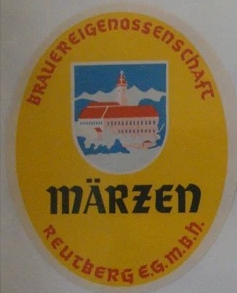 BRAUEREIGENOSSENSCHAFT
MÄRZEN
REUTBERG E.G.M.B.H.